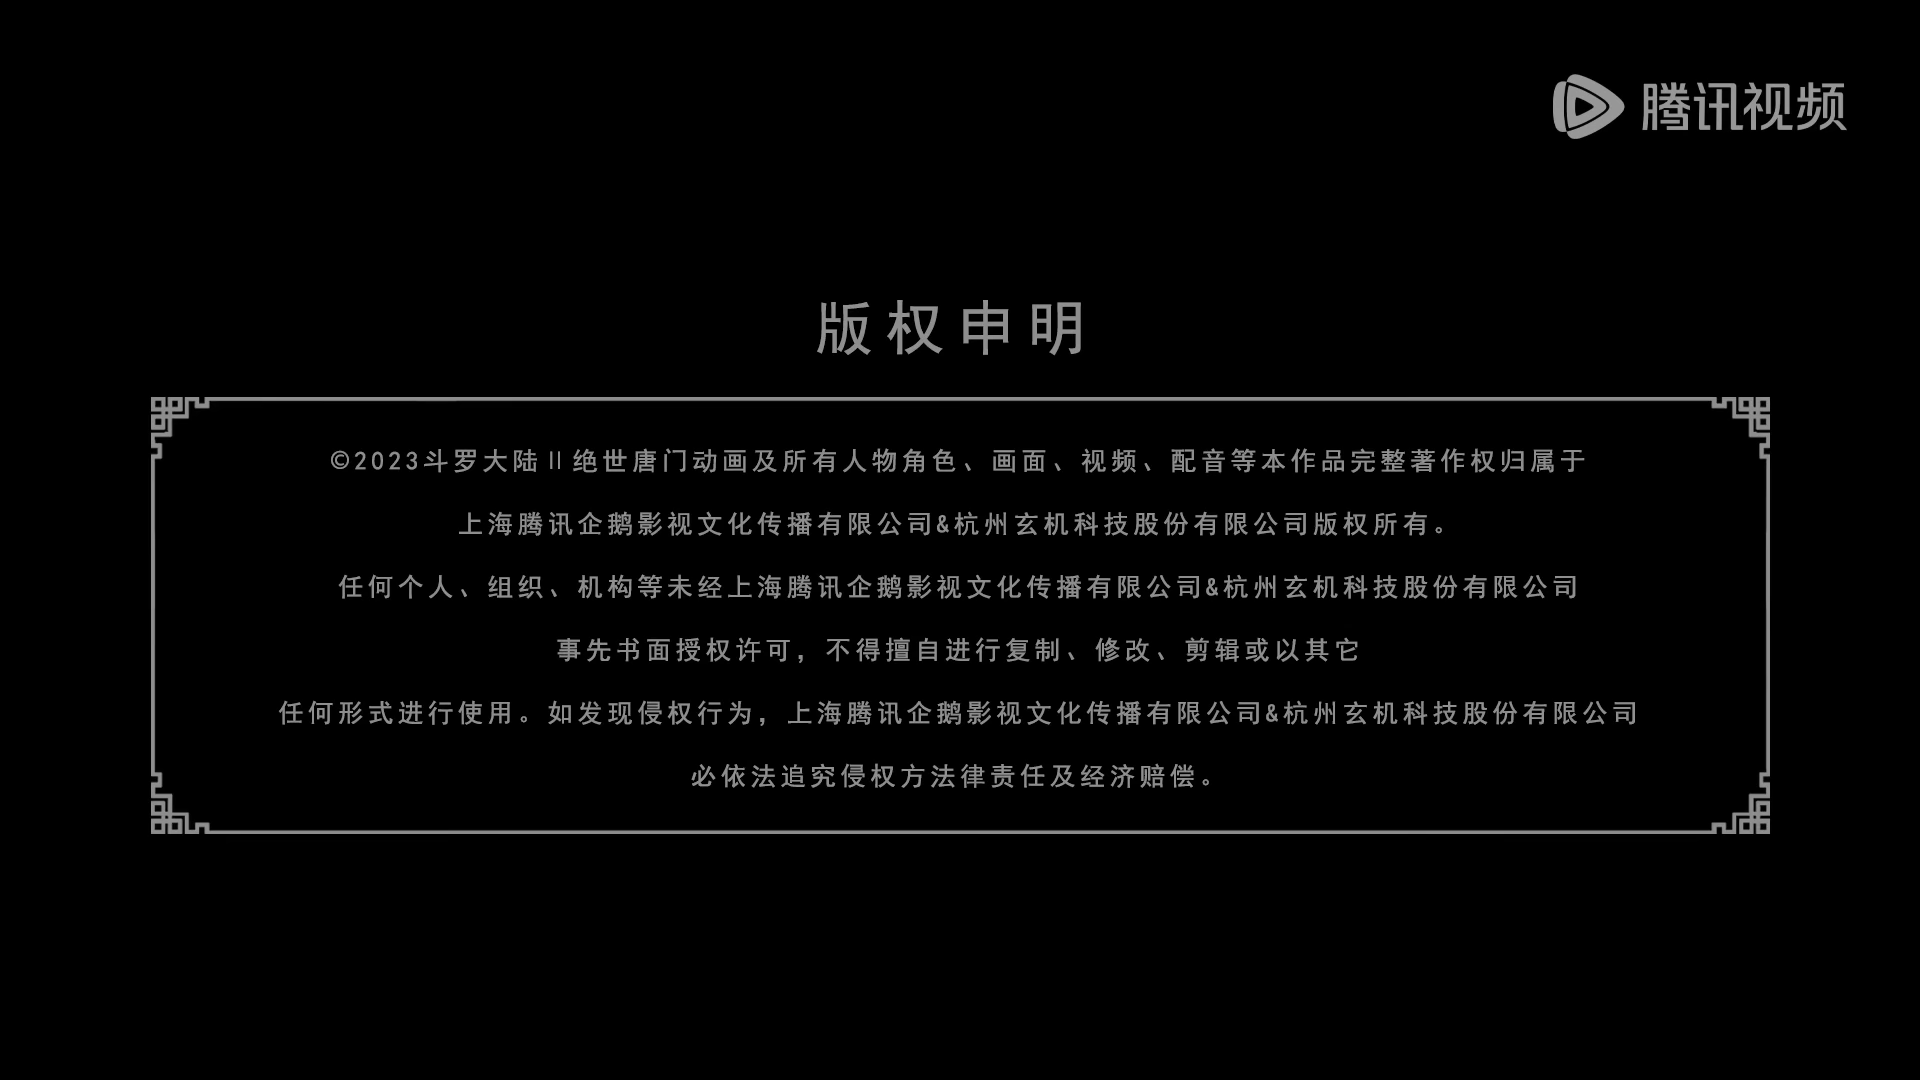 腾讯视频
版权申明
©2023斗罗大陆Ⅱ绝世唐门动画及所有人物角色、画面、视频、配音等本作品完整著作权归属于
上海腾讯企鹅影视文化传播有限公司&杭州玄机科技股份有限公司版权所有。
任何个人、组织、机构等未经上海腾讯企鹅影视文化传播有限公司&杭州玄机科技股份有限公司
事先书面授权许可，不得擅自进行复制、修改、剪辑或以其它
任何形式进行使用。如发现侵权行为，上海腾讯企鹅影视文化传播有限公司&杭州玄机科技股份有限公司
必依法追究侵权方法律责任及经济赔偿。